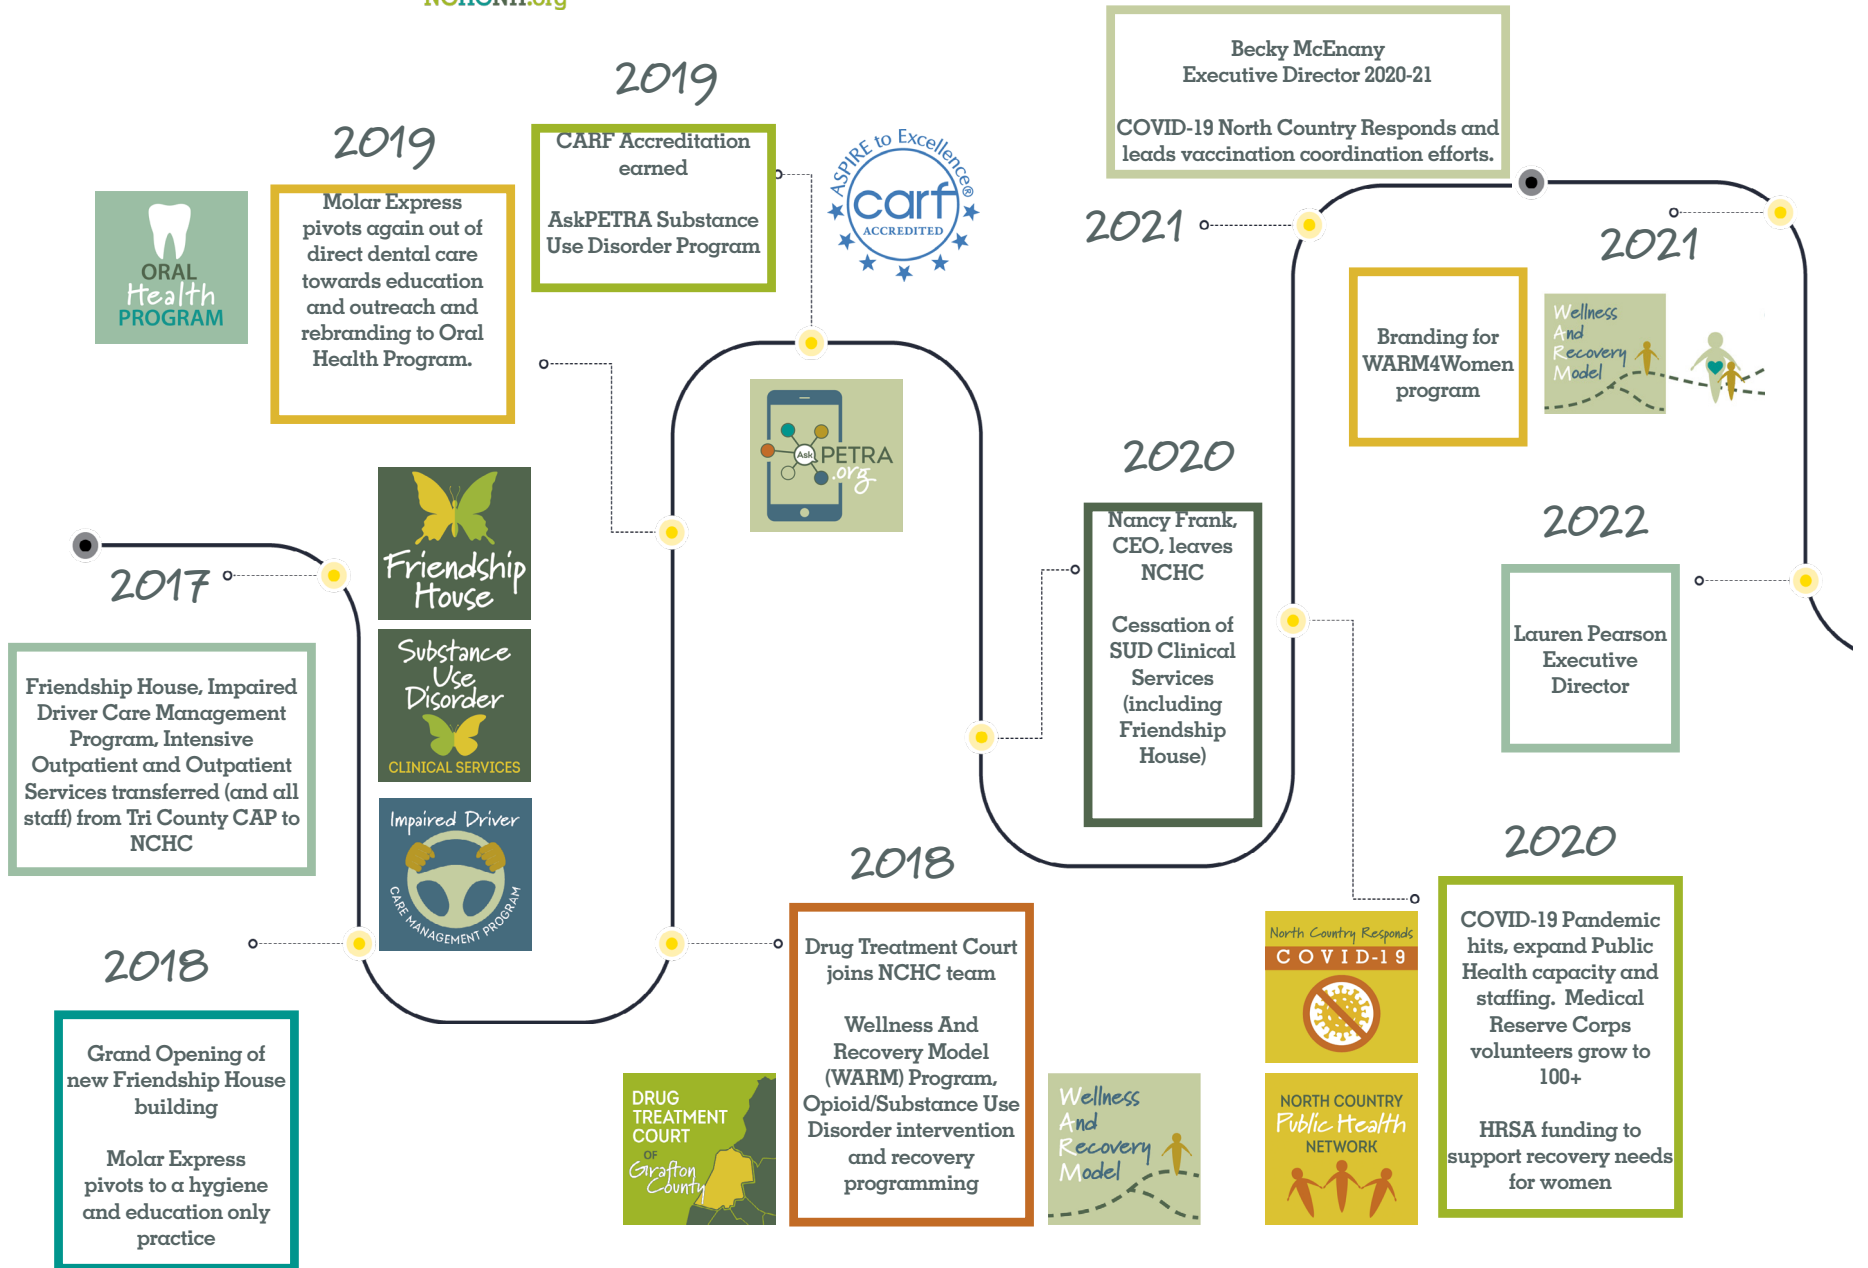 NCHCNH.org
2017
Friendship House, Impaired
Driver Care Management
Program, Intensive
Outpatient and Outpatient
Services transferred (and all
staff) from Tri County CAP to
NCHC
Friendship
House
Substance
Use
Disorder
CLINICAL SERVICES
Impaired Driver
CARE MANAGEMENT PROGRAM
2018
Grand Opening of
new Friendship House
building
Molar Express
pivots to a hygiene
and education only
practice
2018
Drug Treatment Court
joins NCHC team
Wellness And
Recovery Model
(WARM) Program,
Opioid/Substance Use
Disorder intervention
and recovery
programming
DRUG
TREATMENT
COURT
OF
Grafton
County
Wellness
And
Recovery
Model
2019
Molar Express
pivots again out of
direct dental care
towards education
and outreach and
rebranding to Oral
Health Program.
ORAL
Health
PROGRAM
2019
CARF Accreditation
earned
AskPETRA Substance
Use Disorder Program
ASPIRE to Excellence®
carf
ACCREDITED
Ask PETRA
.org
2020
Nancy Frank,
CEO, leaves
NCHC
Cessation of
SUD Clinical
Services
(including
Friendship
House)
2020
COVID-19 Pandemic
hits, expand Public
Health capacity and
staffing. Medical
Reserve Corps
volunteers grow to
100+
HRSA funding to
support recovery needs
for women
North Country Responds
COVID-19
NORTH COUNTRY
Public Health
NETWORK
2021
Becky McEnany
Executive Director 2020-21
COVID-19 North Country Responds and
leads vaccination coordination efforts.
2021
Branding for
WARM4Women
program
Wellness
And
Recovery
Model
2022
Lauren Pearson
Executive
Director